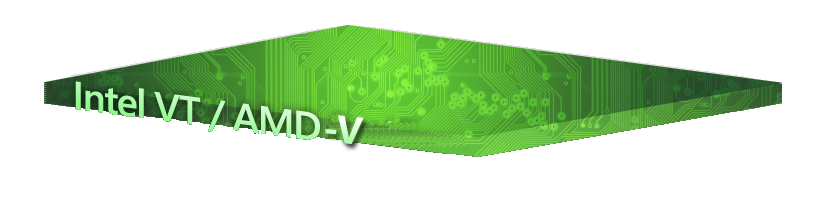 Intel VT / AMD-V